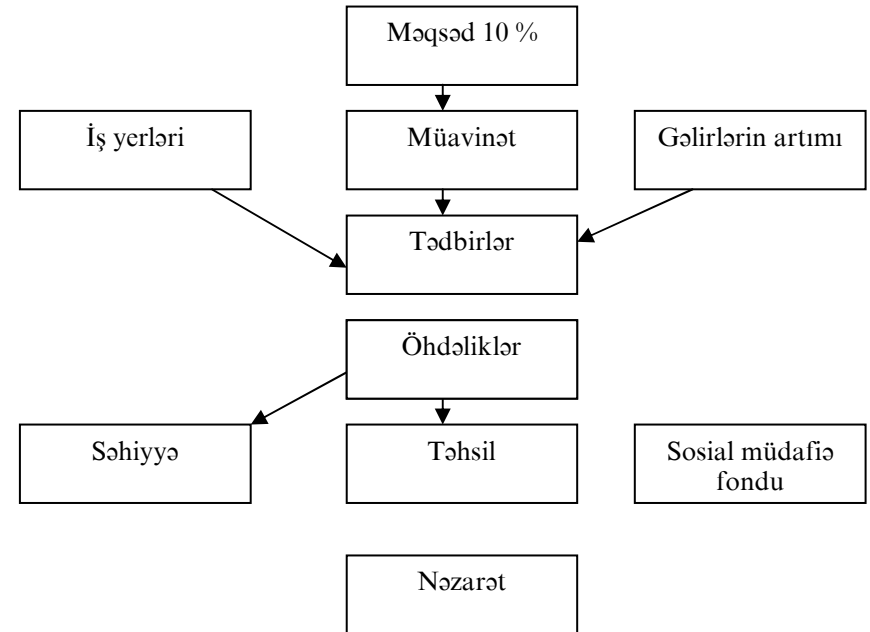 Məqsəd 10 %
İş yerləri
Müavinət
Gəlirlərin artımı
Tədbirlər
Öhdəliklər
Səhiyyə
Təhsil
Sosial müdafiə
fondu
Nəzarət